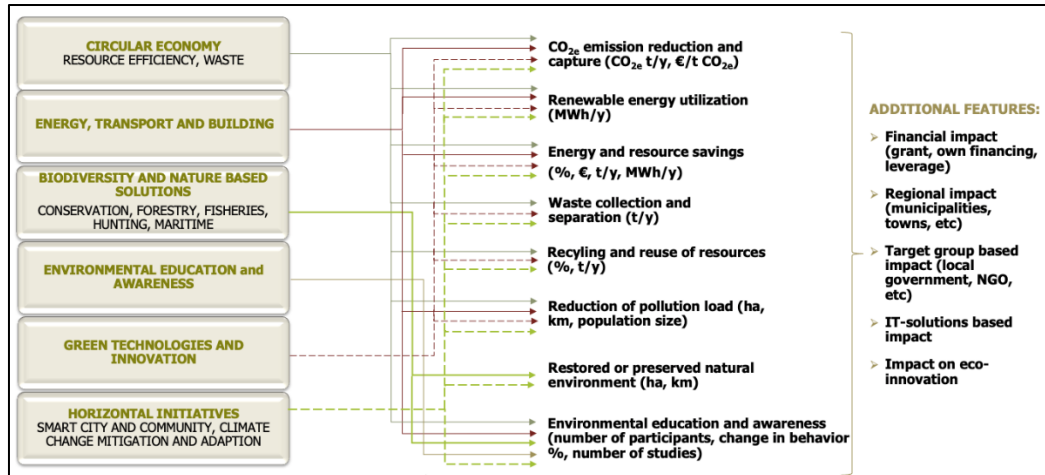 CIRCULAR ECONOMY
RESOURCE EFFICIENCY, WASTE
ENERGY, TRANSPORT AND BUILDING
BIODIVERSITY AND NATURE BASED
SOLUTIONS
CONSERVATION, FORESTRY, FISHERIES,
HUNTING, MARITIME
ENVIRONMENTAL EDUCATION and
AWARENESS
GREEN TECHNOLOGIES AND
INNOVATION
HORIZONTAL INITIATIVES
SMART CITY AND COMMUNITY, CLIMATE
CHANGE MITIGATION AND ADAPTION
CO2e emission reduction and
capture (CO2e t/y, €/t CO2e)
Renewable energy utilization
(MWh/y)
Energy and resource savings
(%, €, t/y, MWh/y)
Waste collection and
separation (t/y)
Recyling and reuse of resources
(%, t/y)
Reduction of pollution load (ha,
km, population size)
Restored or preserved natural
environment (ha, km)
Environmental education and awareness
(number of participants, change in behavior
%, number of studies)
ADDITIONAL FEATURES:
Financial impact
(grant, own financing,
leverage)
Regional impact
(municipalities,
towns, etc)
Target group based
impact (local
government, NGO,
etc)
IT-solutions based
impact
Impact on eco-
innovation